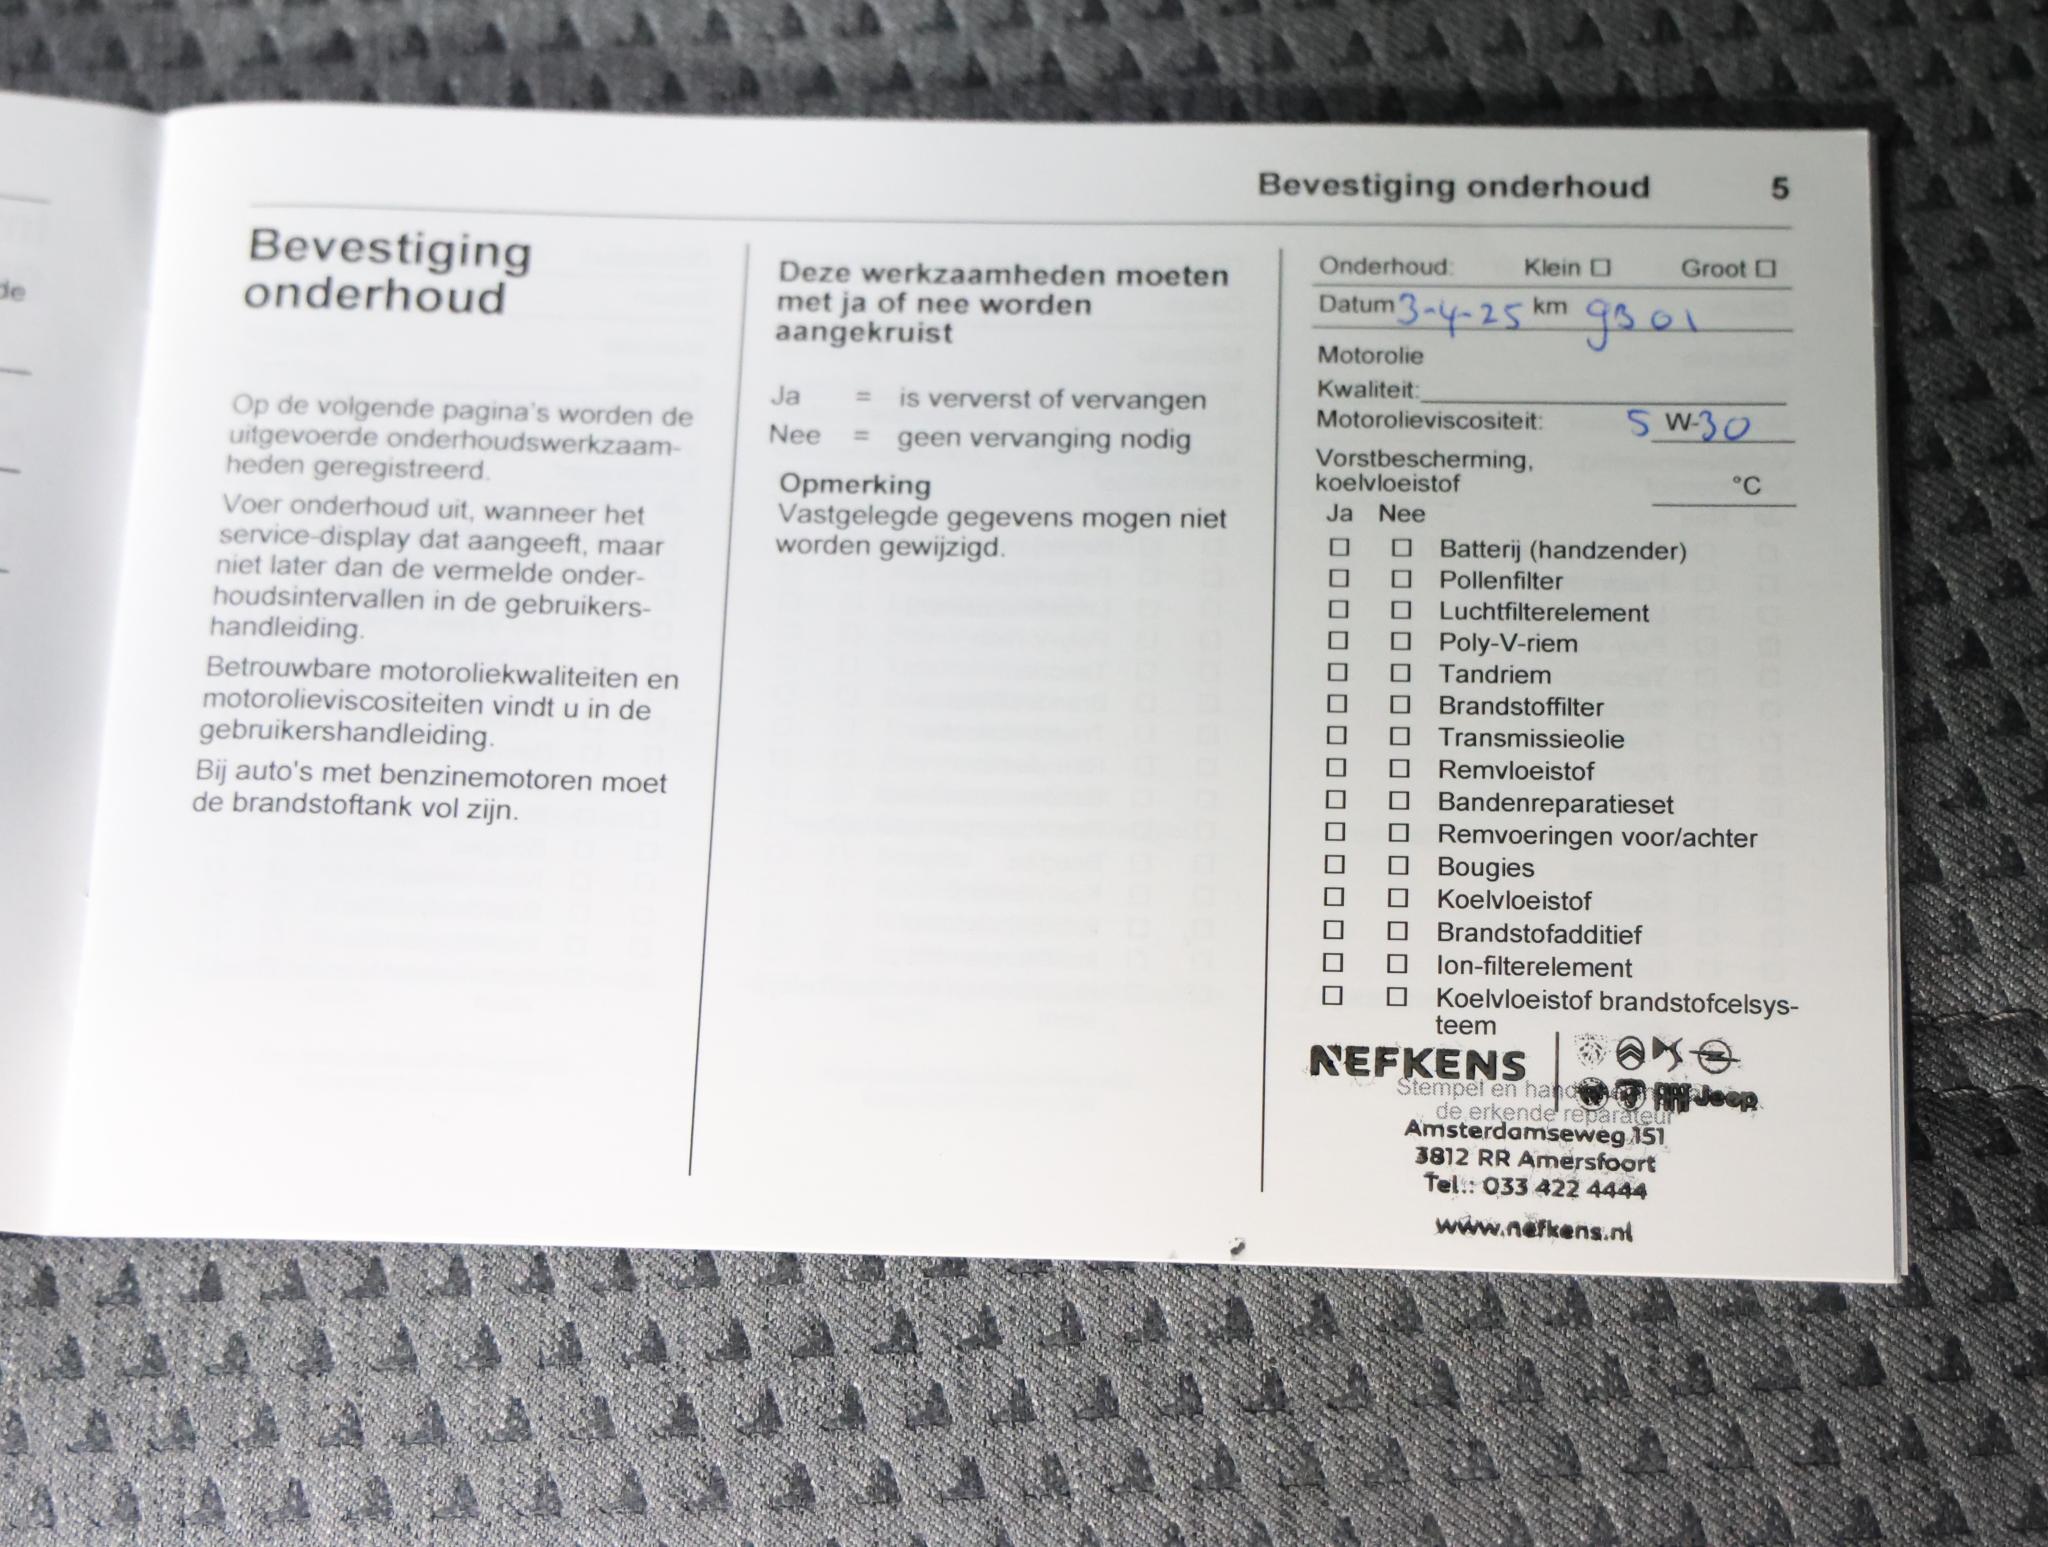 de
Bevestiging onderhoud 5
Bevestiging
onderhoud
Op de volgende pagina's worden de
uitgevoerde onderhoudswerkzaam-
heden geregistreerd.
Voer onderhoud uit, wanneer het
service-display dat aangeeft, maar
niet later dan de vermelde onder-
houdsintervallen in de gebruikers-
handleiding.
Betrouwbare motoroliekwaliteiten en
motorolieviscositeiten vindt u in de
gebruikershandleiding.
Bij auto's met benzinemotoren moet
de brandstoftank vol zijn.
Deze werkzaamheden moeten
met ja of nee worden
aangekruist
Ja = is ververst of vervangen
Nee = geen vervanging nodig
Opmerking
Vastgelegde gegevens mogen niet
worden gewijzigd.
Onderhoud: Klein □ Groot □
Datum 3-4-25 km 9301
Motorolie
Kwaliteit:
Motorolieviscositeit: 5 W-30
Vorstbescherming,
koelvloeistof °C
Ja Nee
□ □ Batterij (handzender)
□ □ Pollenfilter
□ □ Luchtfilterelement
□ □ Poly-V-riem
□ □ Tandriem
□ □ Brandstoffilter
□ □ Transmissieolie
□ □ Remvloeistof
□ □ Bandenreparatieset
□ □ Remvoeringen voor/achter
□ □ Bougies
□ □ Koelvloeistof
□ □ Brandstofadditief
□ □ Ion-filterelement
□ □ Koelvloeistof brandstofcelsys-
teem
NEFKENS
Stempel en
Jeep
de erkende reparateur
Amsterdamseweg 151
3812 RR Amersfoort
Tel.: 033 422 4444
www.nefkens.nl